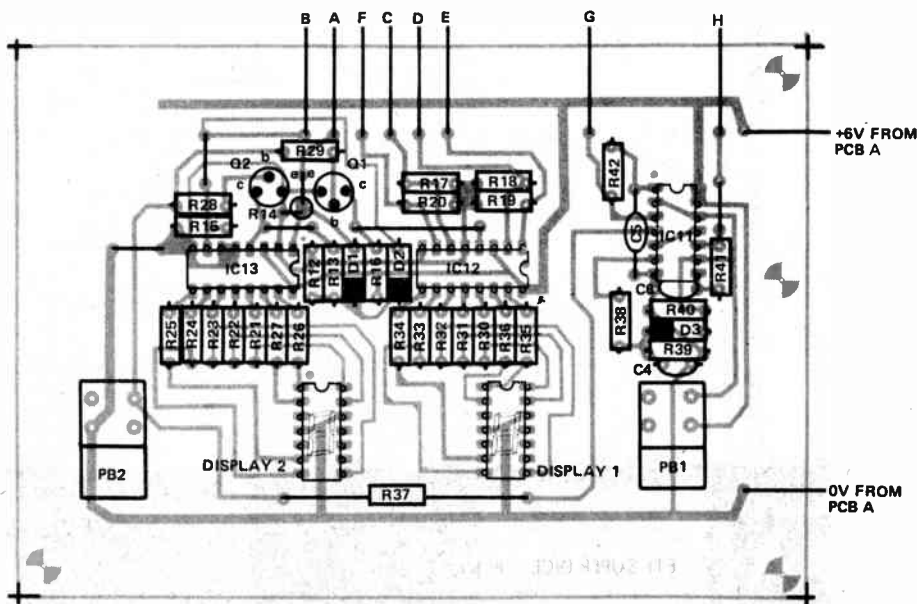 B A F C D E G H
+6V FROM
PCB A
R29
Q2 b Q1
c e e c
R42
R17 R18
R28 R14 R20 R19
b
R15
C5
IC11
R41
IC13 R12 R13 D1 R16 D2 IC12
C6
R40
R38 D3
R39
R25 R24 R23 R22 R21 R27 R26 R34 R33 R32 R31 R30 R36 R35
C4
PB2 DISPLAY 2 DISPLAY 1 PB1
R37
0V FROM
PCB A